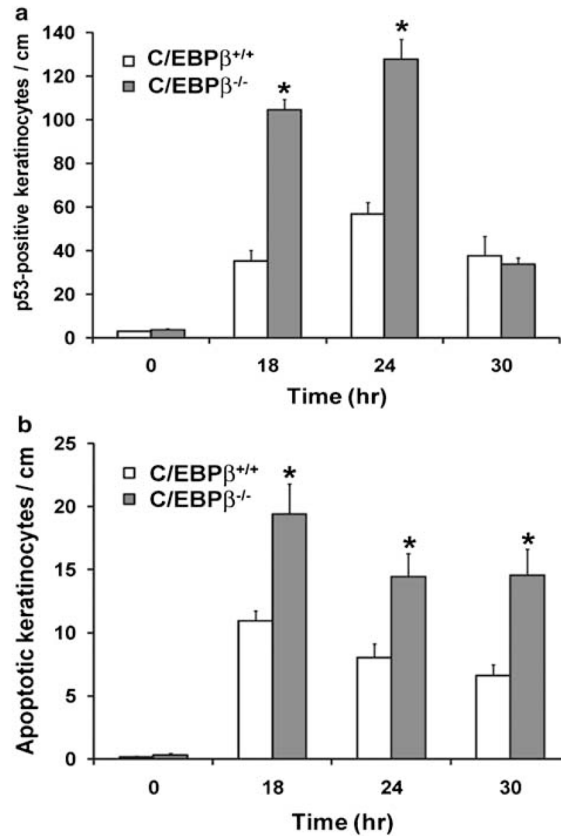 a
p53-positive keratinocytes / cm
140
120
100
80
60
40
20
0
C/EBPβ+/+
C/EBPβ-/-
*
*
0 18 24 30
Time (hr)
b
Apoptotic keratinocytes / cm
25
20
15
10
5
0
C/EBPβ+/+
C/EBPβ-/-
*
*
*
0 18 24 30
Time (hr)